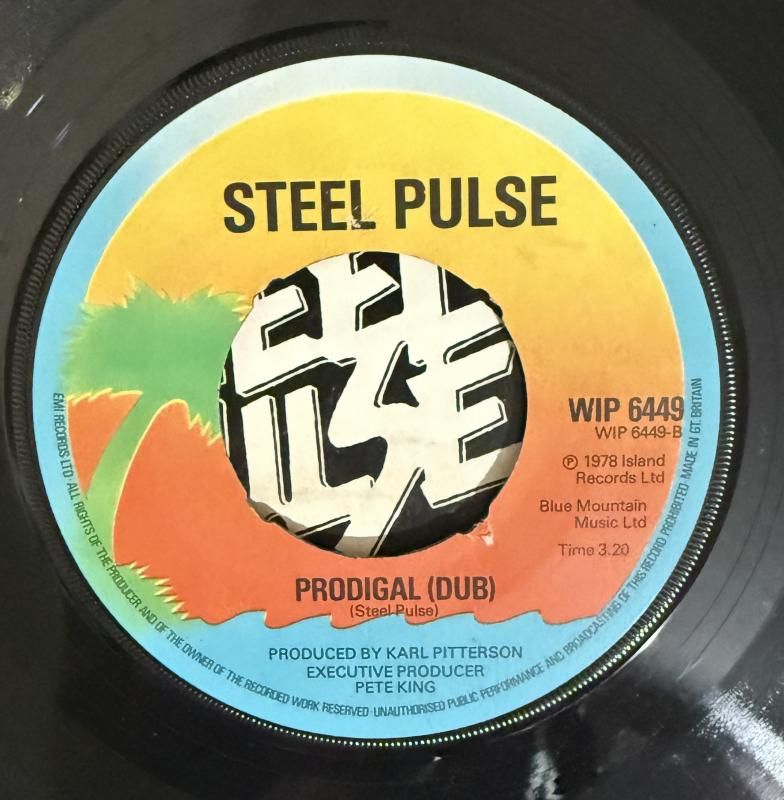 STEEL PULSE
WIP 6449
WIP 6449-B
℗ 1978 Island
Records Ltd
Blue Mountain
Music Ltd
Time 3.20
PRODIGAL (DUB)
(Steel Pulse)
PRODUCED BY KARL PITTERSON
EXECUTIVE PRODUCER
PETE KING
EMI RECORDS LTD· ALL RIGHTS OF THE PRODUCER AND OF THE OWNER OF THE RECORDED WORK RESERVED· UNAUTHORISED PUBLIC PERFORMANCE AND BROADCASTING OF THIS RECORD PROHIBITED· MADE IN GT. BRITAIN